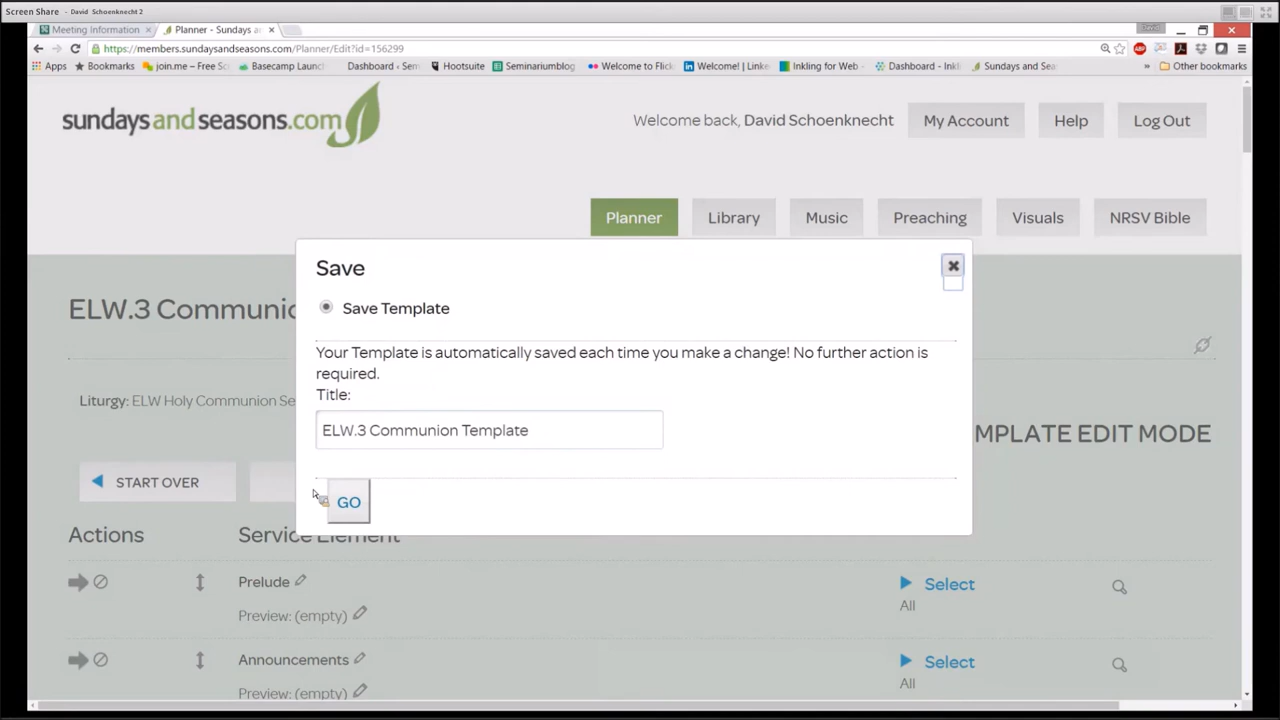 Screen Share - David Schoenknecht 2
Meeting Information
Planner - Sundays a
David
https://members.sundaysandseasons.com/Planner/Edit?id=156299
ABP
Apps
Bookmarks
join.me – Free Sc
Basecamp Launc
Dashboard ‹ Sem
Hootsuite
Seminariumblog
Welcome to Flick
Welcome! | Linke
Inkling for Web
Dashboard - Inkli
Sundays and Sea
»
Other bookmarks
sundaysandseasons.com
Welcome back, David Schoenknecht
My Account
Help
Log Out
Planner
Library
Music
Preaching
Visuals
NRSV Bible
Save
ELW.3 Communio
Save Template
Your Template is automatically saved each time you make a change! No further action is
required.
Title:
Liturgy: ELW Holy Communion Se
ELW.3 Communion Template
MPLATE EDIT MODE
START OVER
GO
Actions
Service Element
Prelude
Select
Preview: (empty)
All
Announcements
Select
Preview: (empty)
All